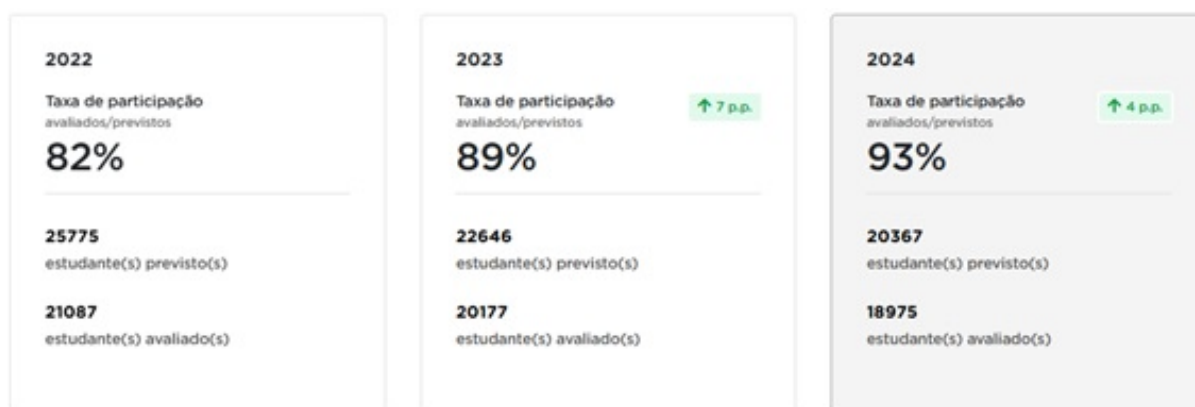 2022
Taxa de participação
avaliados/previstos
82%
25775
estudante(s) previsto(s)
21087
estudante(s) avaliado(s)
2023
Taxa de participação
avaliados/previstos
↑ 7 p.p.
89%
22646
estudante(s) previsto(s)
20177
estudante(s) avaliado(s)
2024
Taxa de participação
avaliados/previstos
↑ 4 p.p.
93%
20367
estudante(s) previsto(s)
18975
estudante(s) avaliado(s)